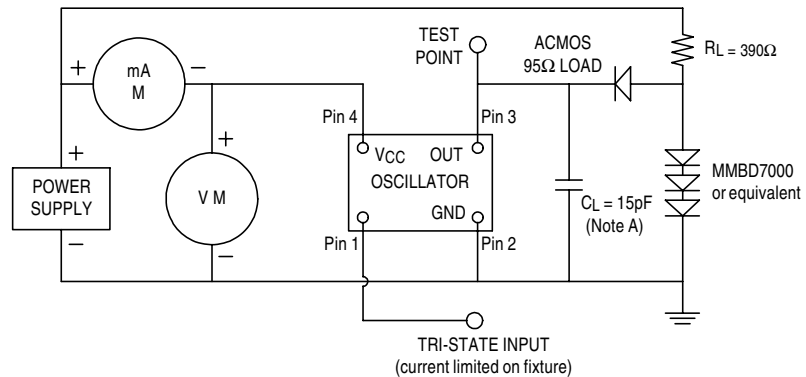 TEST
POINT
ACMOS
95Ω LOAD
RL = 390Ω
+
mA
M
−
Pin 4
Pin 3
+
+
VCC
OUT
OSCILLATOR
GND
POWER
SUPPLY
V M
MMBD7000
or equivalent
CL = 15pF
(Note A)
−
−
Pin 1
Pin 2
TRI-STATE INPUT
(current limited on fixture)